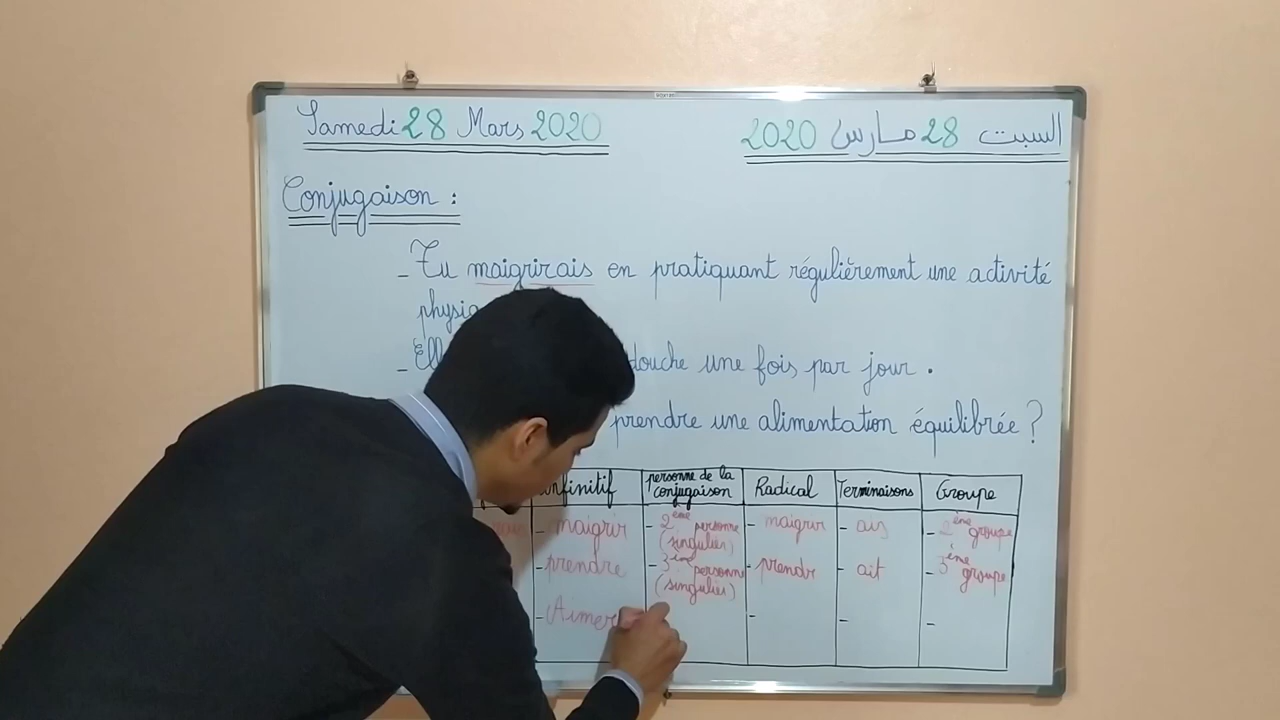 Samedi 28 Mars 2020
السبت 28 مارس 2020
Conjugaison :
- Tu maigrirais en pratiquant régulièrement une activité
- douche une fois par jour .
prendre une alimentation équilibrée ?
infinitif personne de la conjugaison Radical Terminaisons Groupe
- maigrir - 2ème personne (singulier) - maigrir - ais - 2ème groupe
- prendre - 3ème personne (singulier) - prendr - ait - 3ème groupe
- Aimer - - -